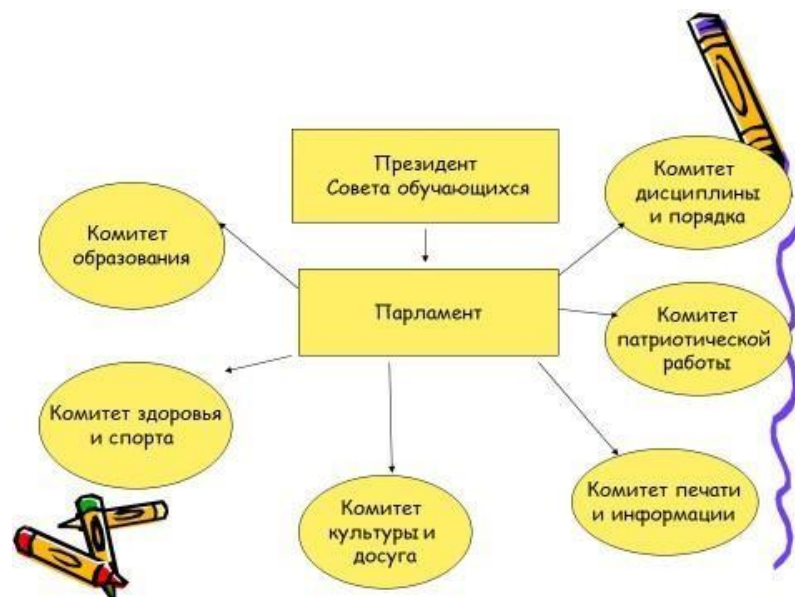 Президент
Совета обучающихся
Комитет
дисциплины
и порядка
Комитет
образования
Парламент
Комитет
патриотической
работы
Комитет здоровья
и спорта
Комитет
культуры и
досуга
Комитет печати
и информации